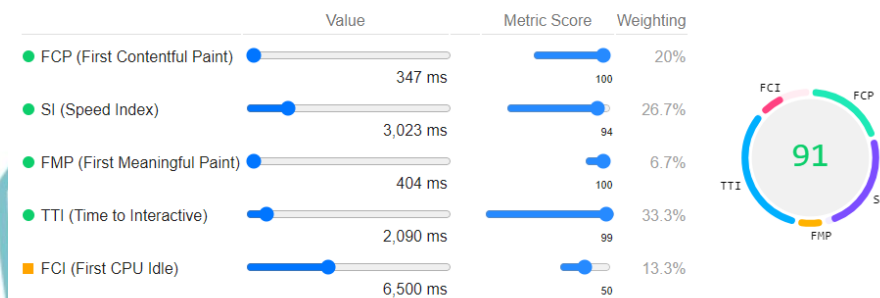 Value Metric Score Weighting
FCP (First Contentful Paint) 20%
347 ms 100
SI (Speed Index) 26.7%
3,023 ms 94
FMP (First Meaningful Paint) 6.7%
404 ms 100
TTI (Time to Interactive) 33.3%
2,090 ms 99
FCI (First CPU Idle) 13.3%
6,500 ms 50
FCI
FCP
91
TTI
S
FMP